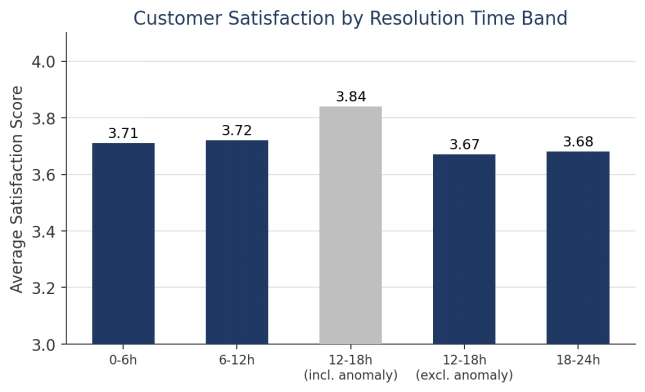 Customer Satisfaction by Resolution Time Band
Average Satisfaction Score
4.0
3.8
3.6
3.4
3.2
3.0
3.71
3.72
3.84
3.67
3.68
0-6h
6-12h
12-18h
(incl. anomaly)
12-18h
(excl. anomaly)
18-24h